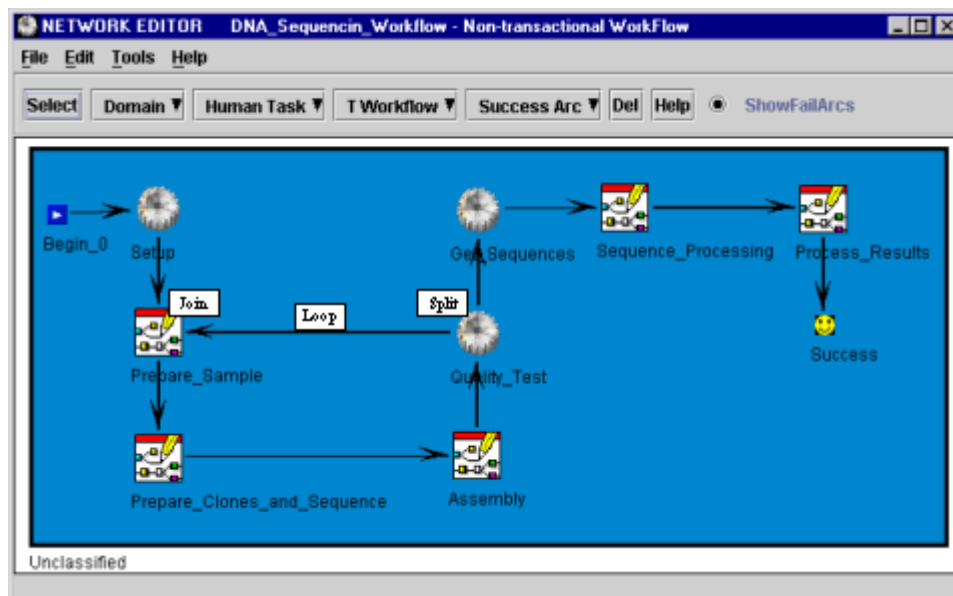 NETWORK EDITOR DNA_Sequencin_Workflow - Non-transactional WorkFlow
File Edit Tools Help
Select Domain Human Task T Workflow Success Arc Del Help ShowFailArcs
Begin_0
Setup
Get_Sequences
Sequence_Processing
Process_Results
Join
Loop
Split
Success
Prepare_Sample
Quality_Test
Prepare_Clones_and_Sequence
Assembly
Unclassified